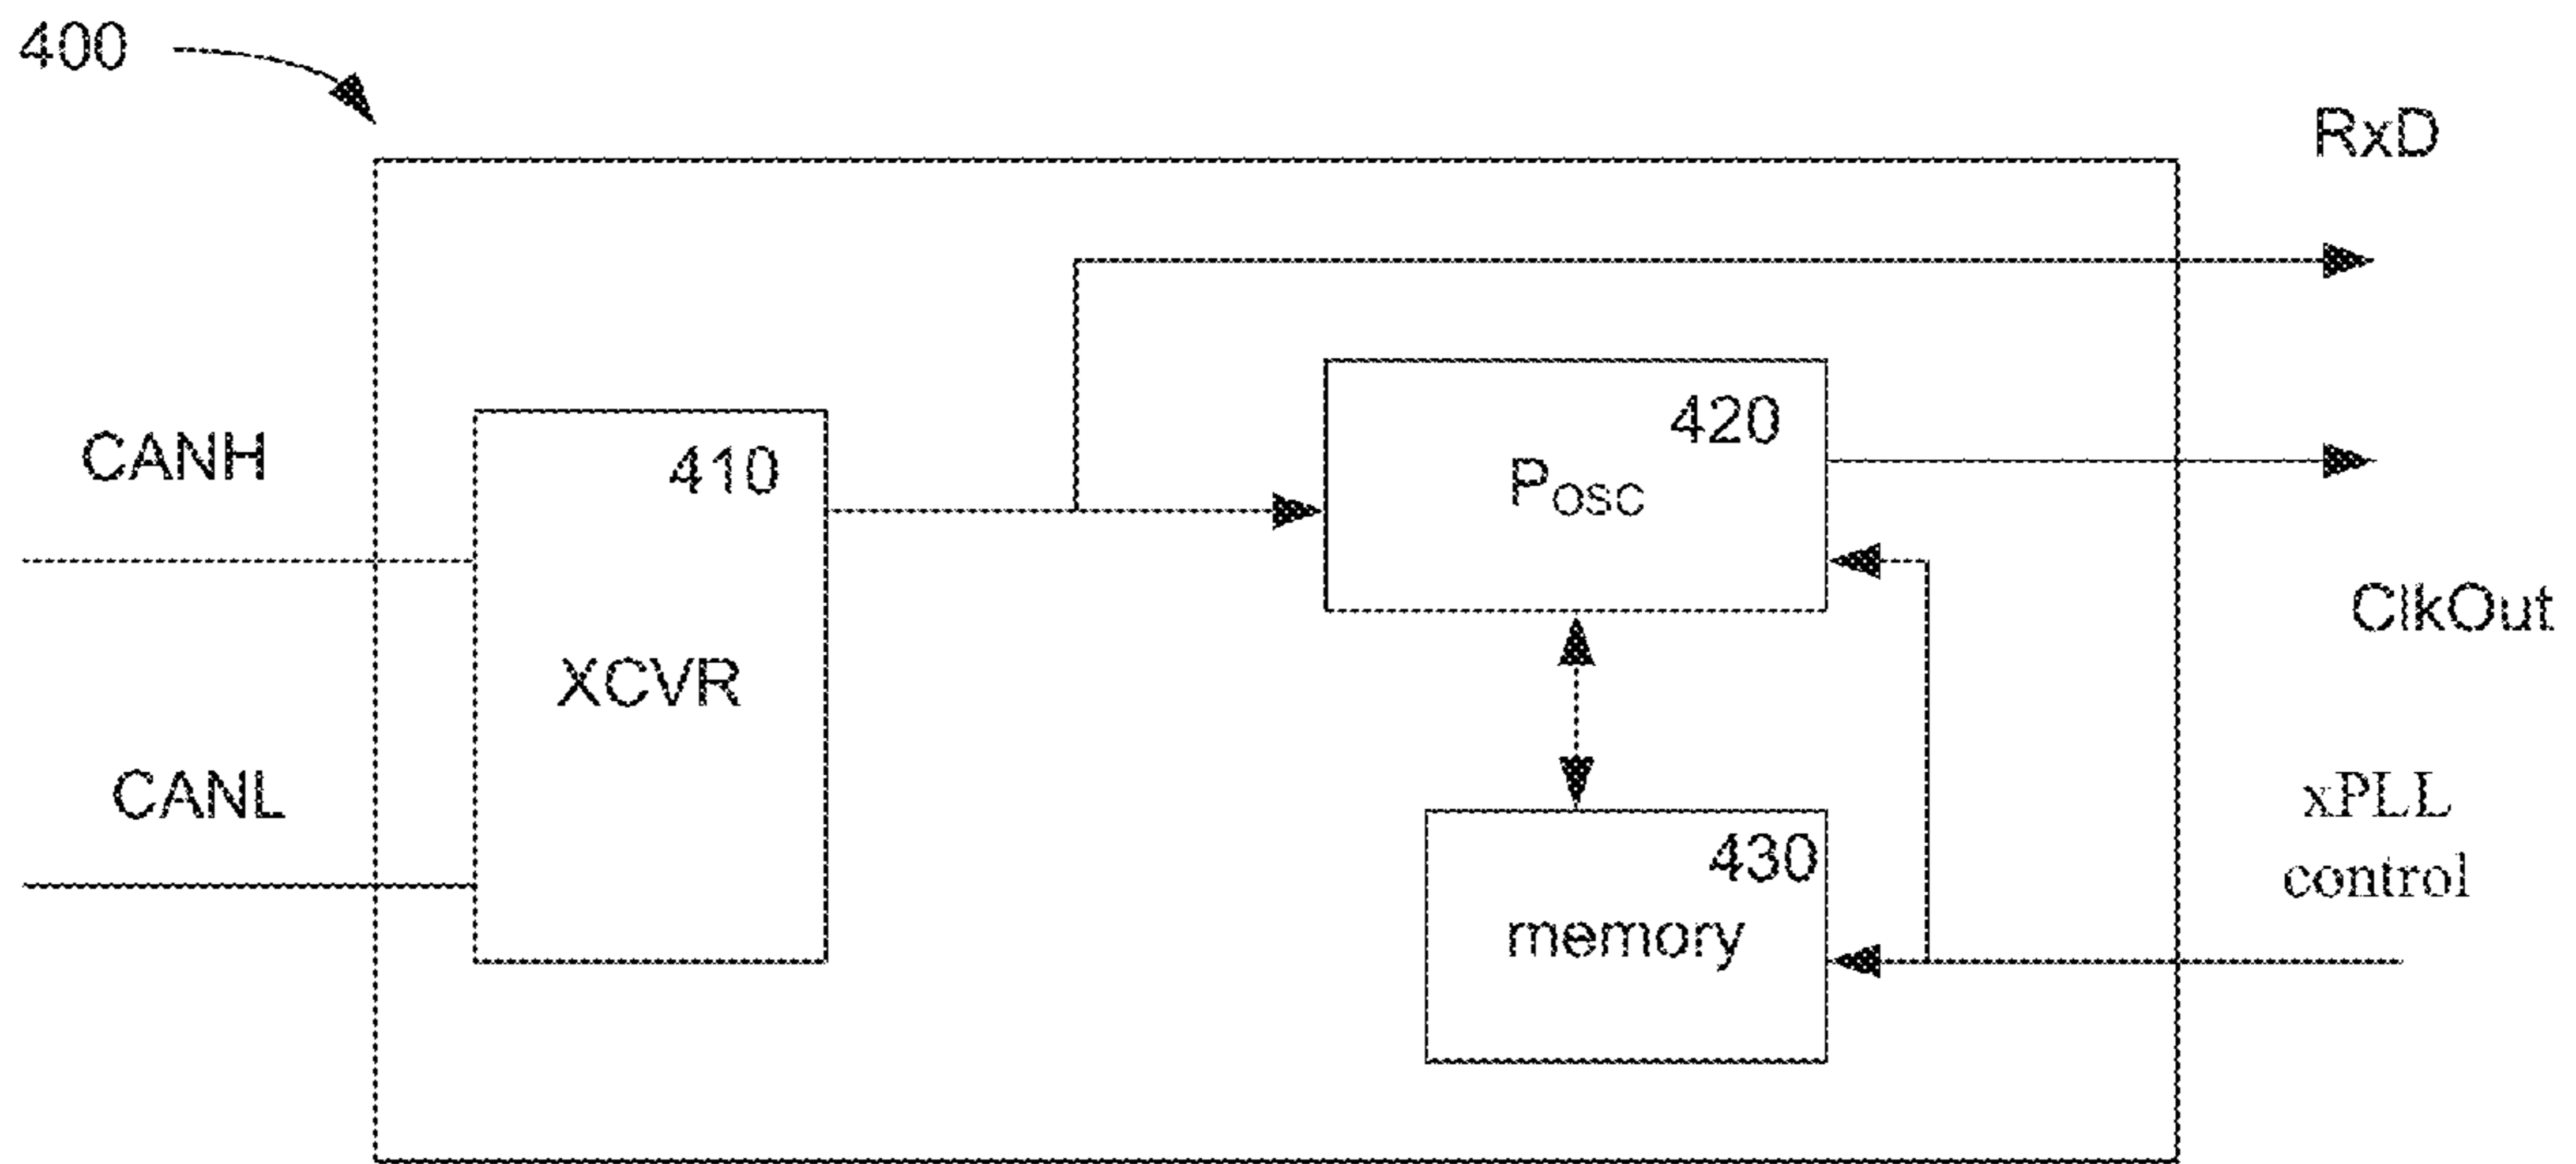 400
RxD
CANH
410
420
Posc
XCVR
ClkOut
CANL
xPLL
control
430
memory